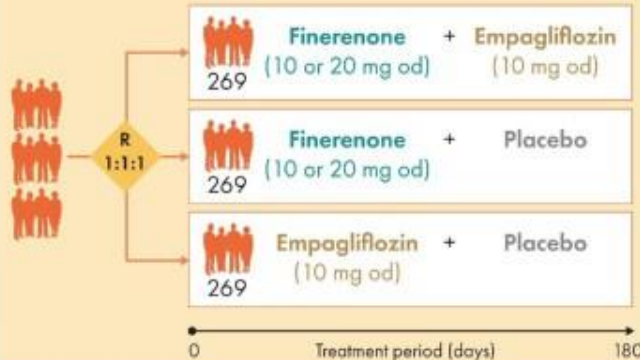 Finerenone + Empagliflozin
269 (10 or 20 mg od) (10 mg od)
R
1:1:1
Finerenone + Placebo
269 (10 or 20 mg od)
Empagliflozin + Placebo
269 (10 mg od)
0 Treatment period (days) 180